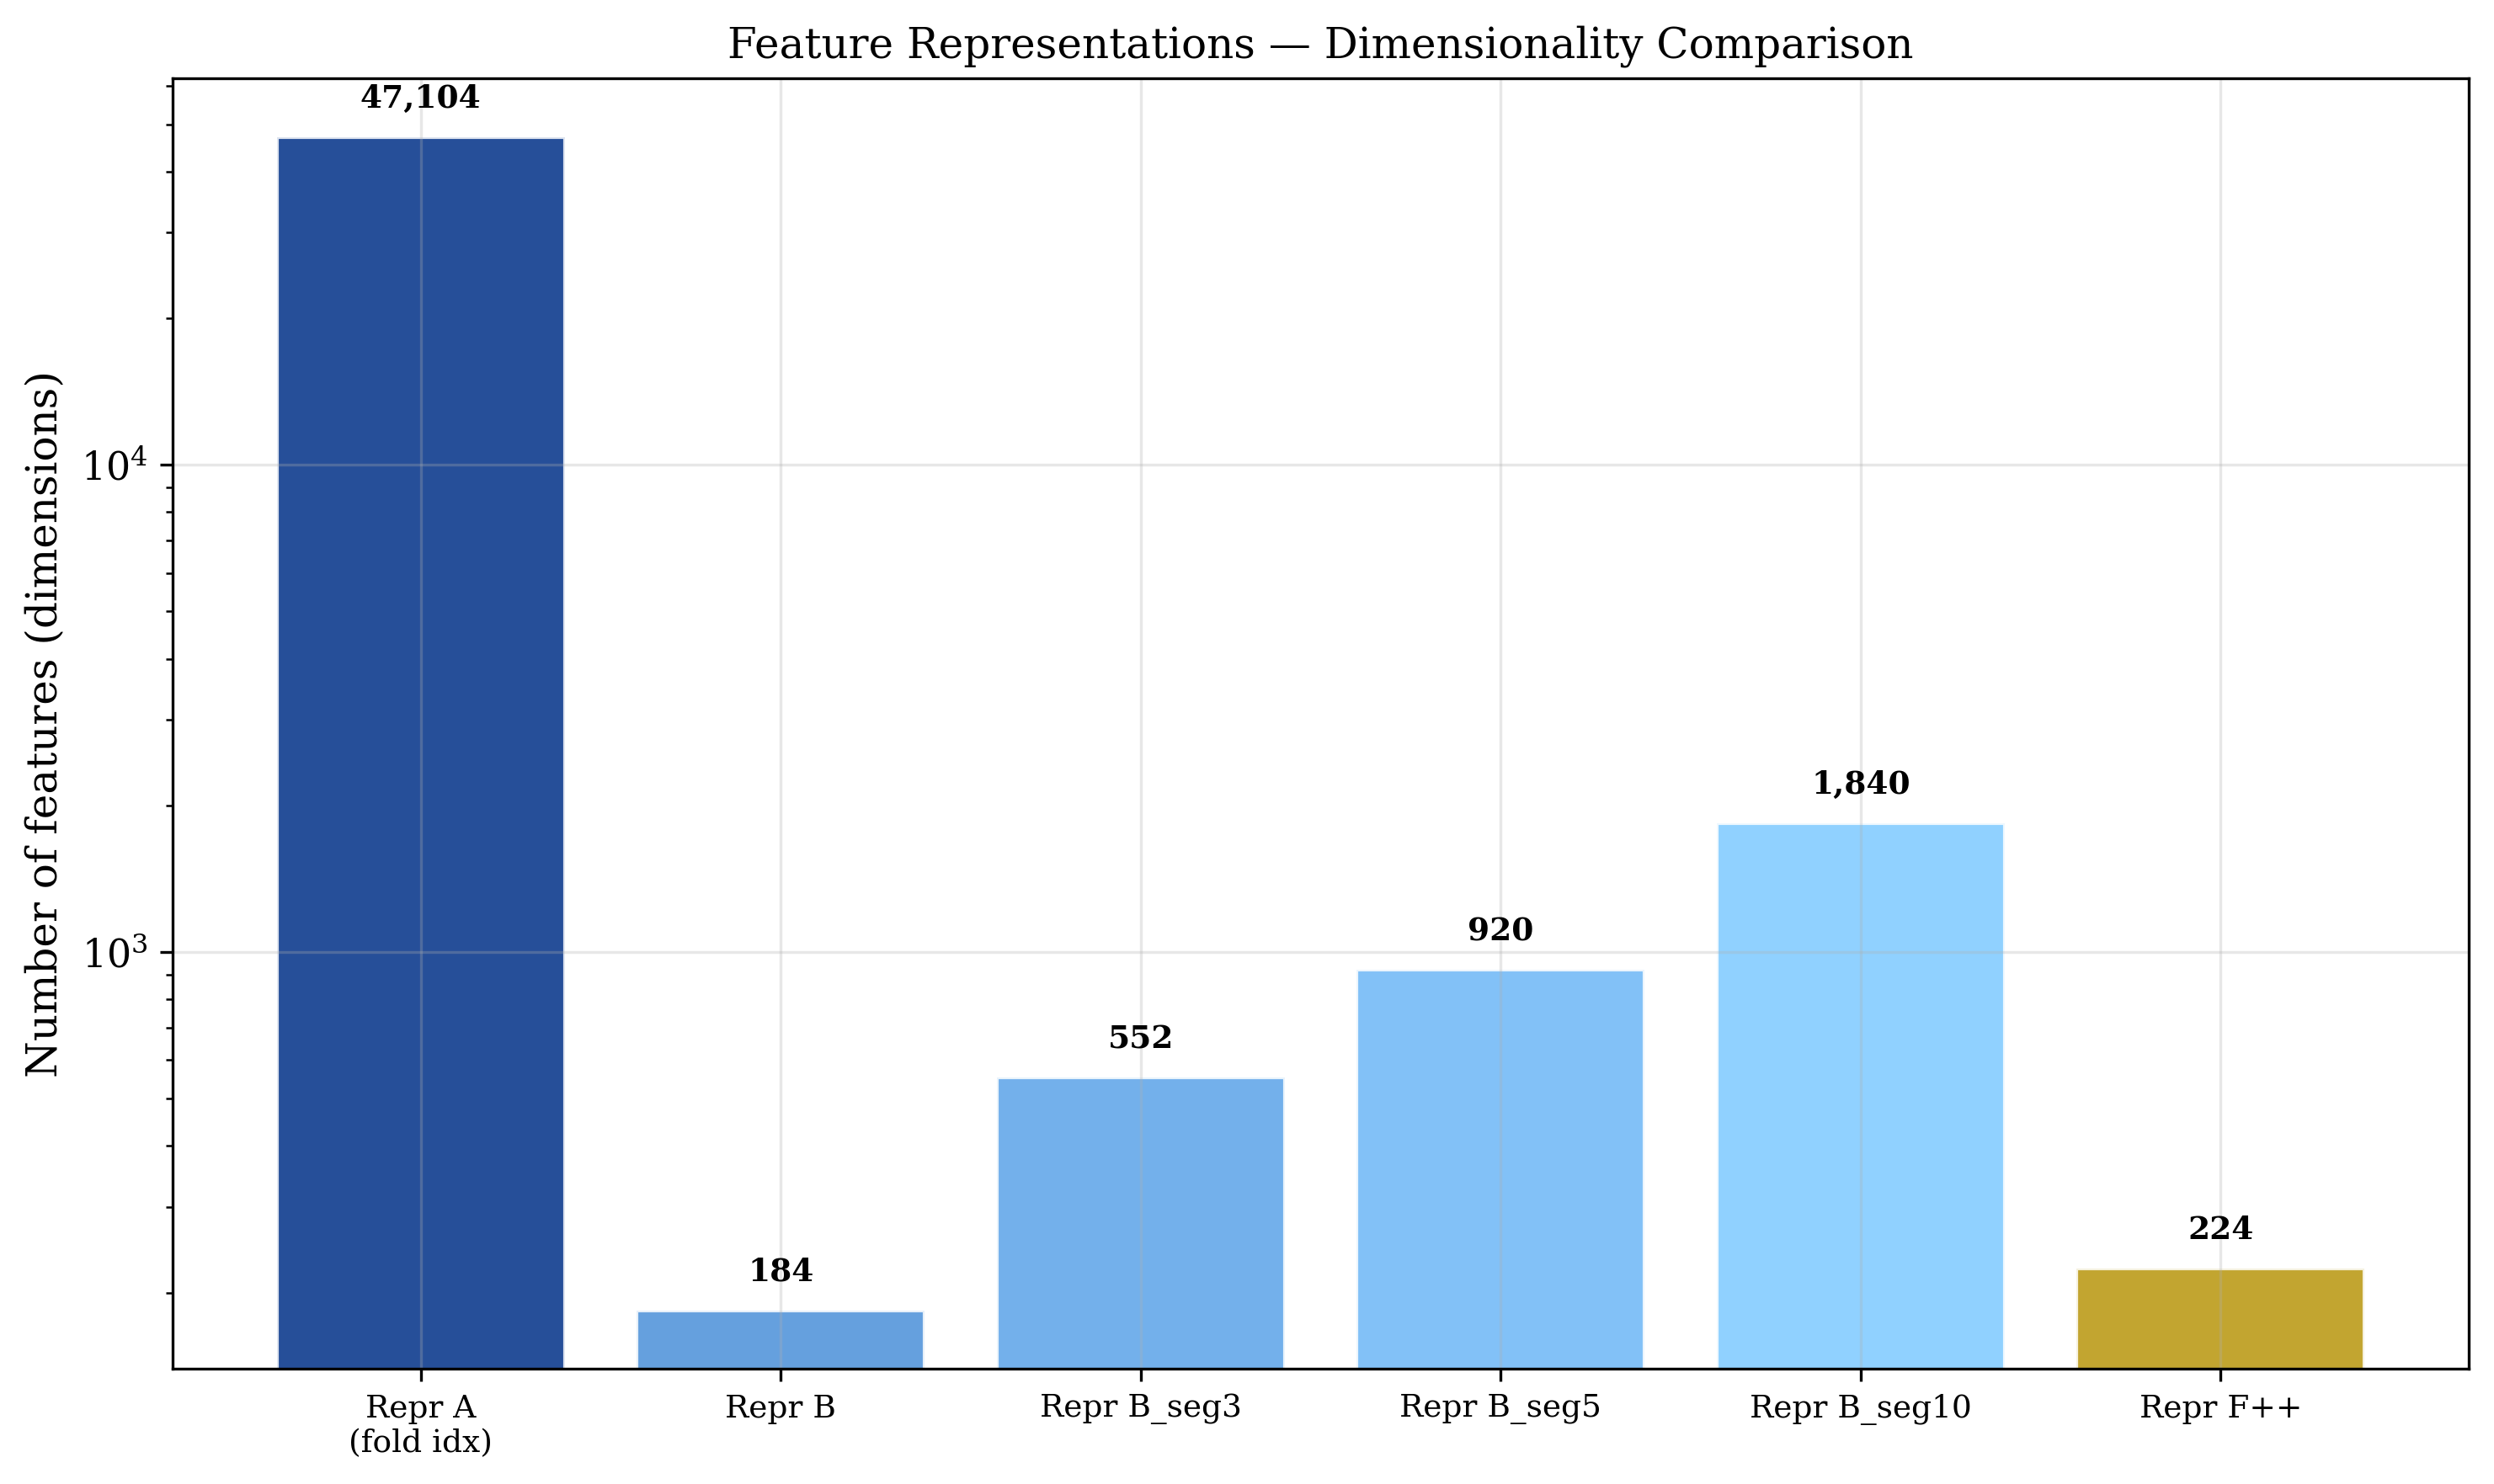 Feature Representations — Dimensionality Comparison
Number of features (dimensions)
10⁴
10³
47,104
184
552
920
1,840
224
Repr A
(fold idx)
Repr B
Repr B_seg3
Repr B_seg5
Repr B_seg10
Repr F++